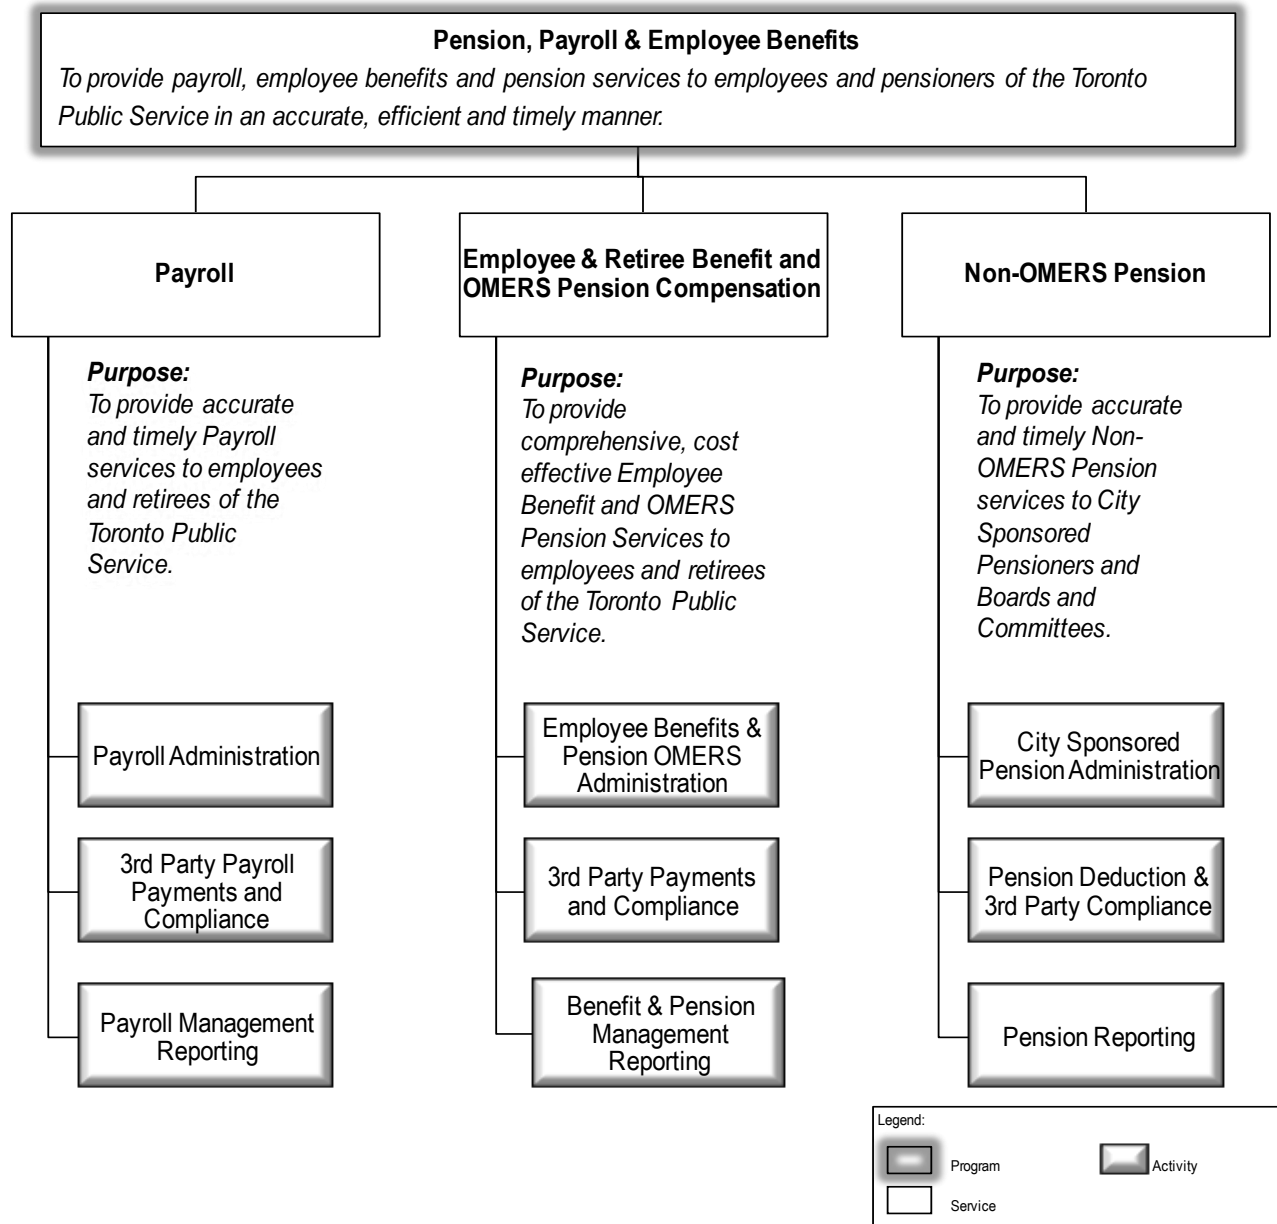 Pension, Payroll & Employee Benefits
To provide payroll, employee benefits and pension services to employees and pensioners of the Toronto
Public Service in an accurate, efficient and timely manner.
Payroll
Purpose:
To provide accurate
and timely Payroll
services to employees
and retirees of the
Toronto Public
Service.
Payroll Administration
3rd Party Payroll
Payments and
Compliance
Payroll Management
Reporting
Employee & Retiree Benefit and
OMERS Pension Compensation
Purpose:
To provide
comprehensive, cost
effective Employee
Benefit and OMERS
Pension Services to
employees and retirees
of the Toronto Public
Service.
Employee Benefits &
Pension OMERS
Administration
3rd Party Payments
and Compliance
Benefit & Pension
Management
Reporting
Non-OMERS Pension
Purpose:
To provide accurate
and timely Non-
OMERS Pension
services to City
Sponsored
Pensioners and
Boards and
Committees.
City Sponsored
Pension Administration
Pension Deduction &
3rd Party Compliance
Pension Reporting
Legend:
Program
Activity
Service